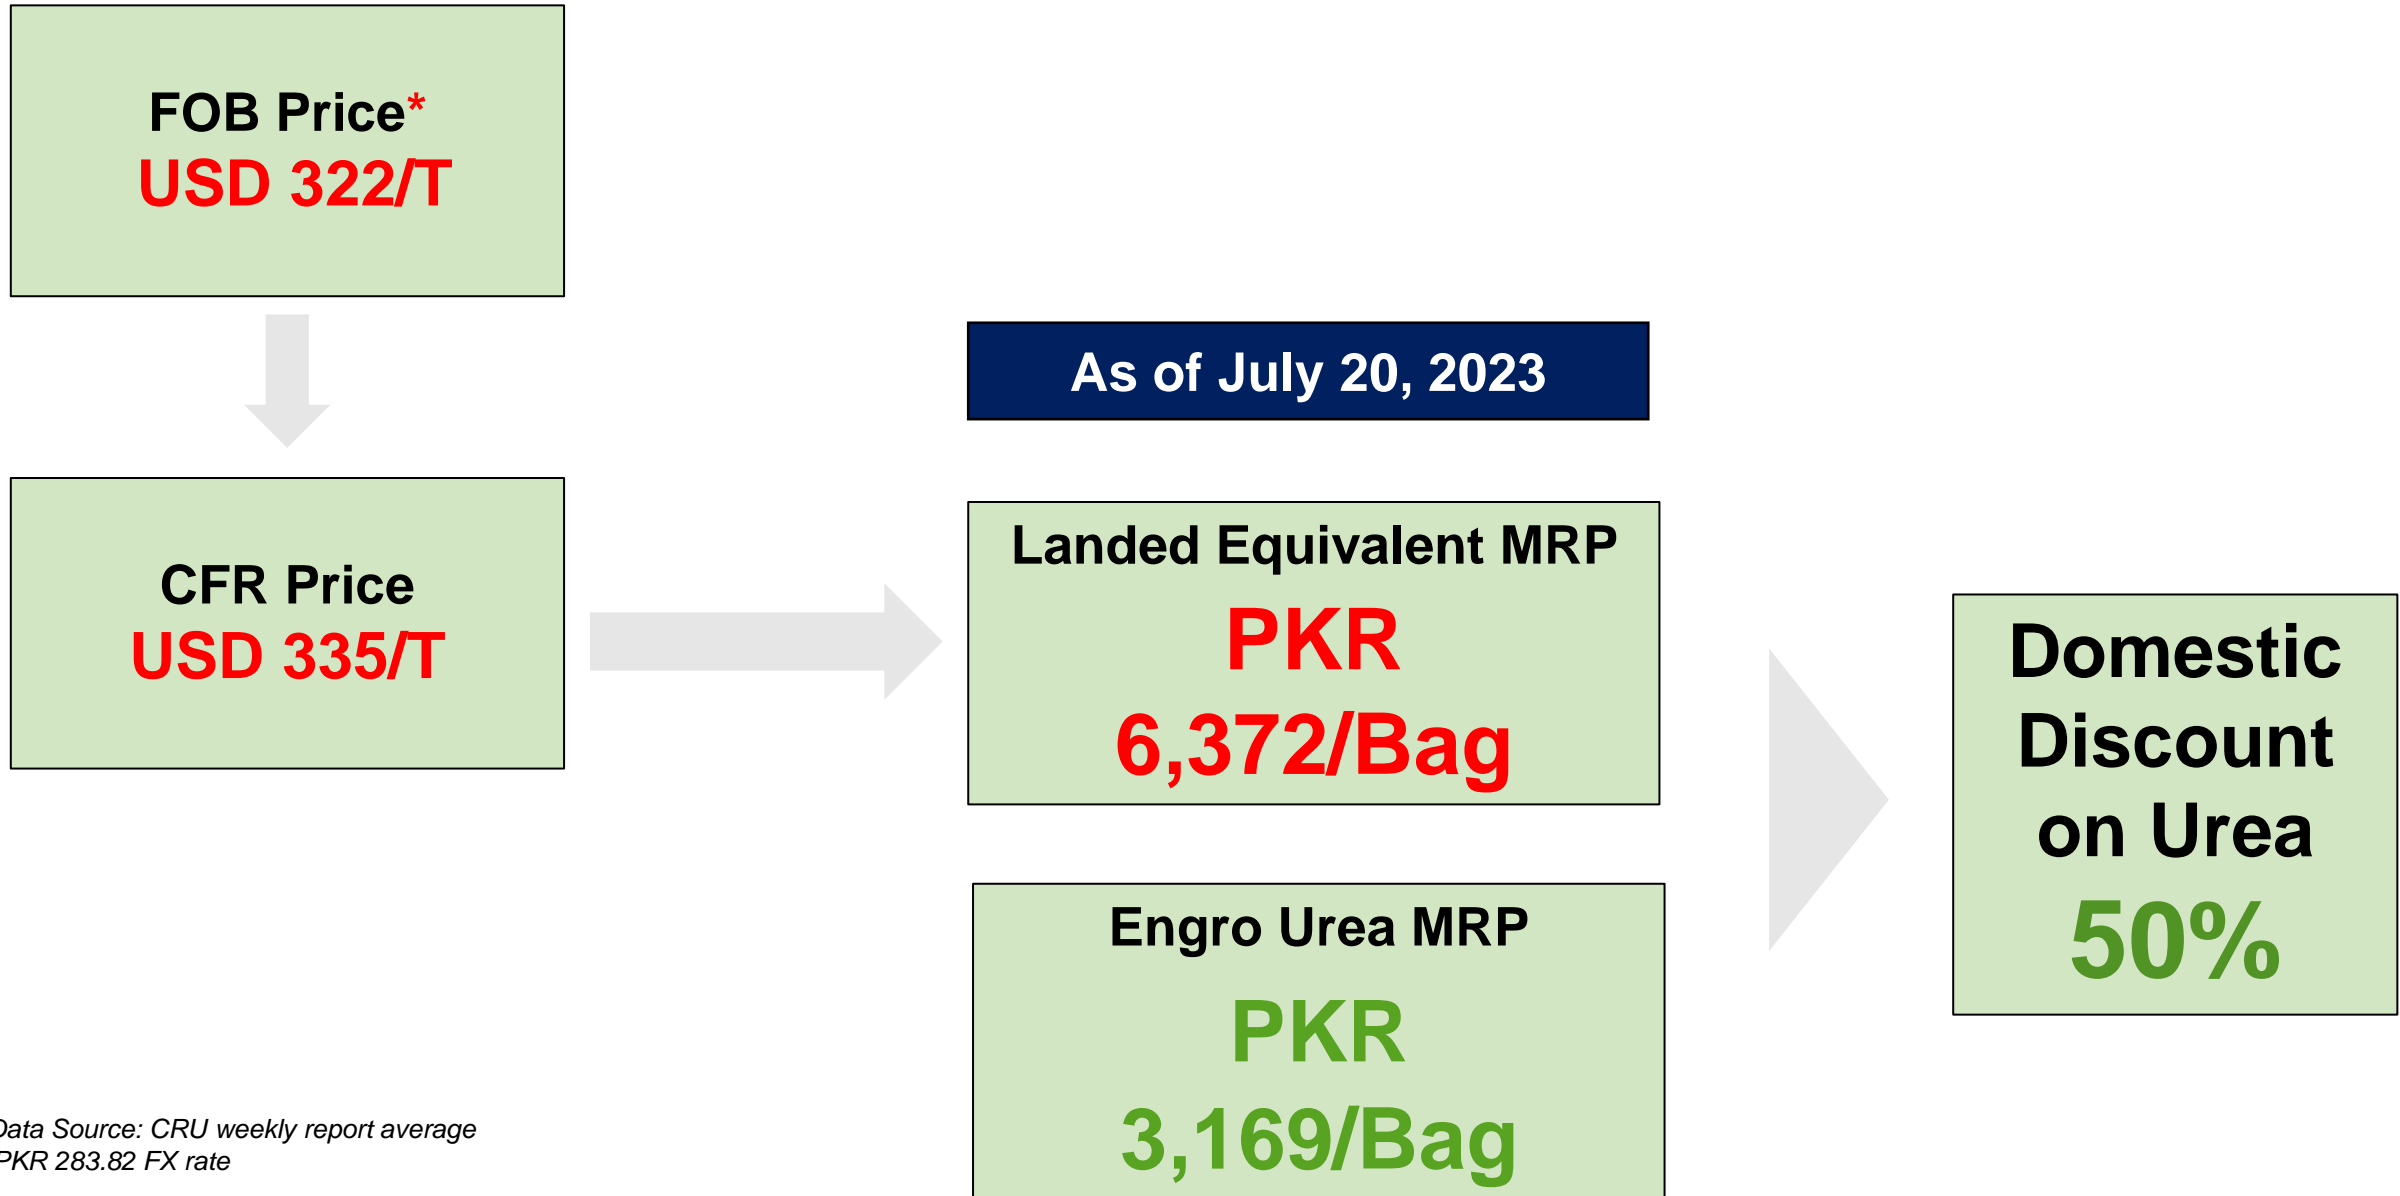 FOB Price*
USD 322/T
As of July 20, 2023
CFR Price
USD 335/T
Landed Equivalent MRP
PKR
6,372/Bag
Domestic
Discount
on Urea
50%
Engro Urea MRP
PKR
3,169/Bag
Data Source: CRU weekly report average
PKR 283.82 FX rate